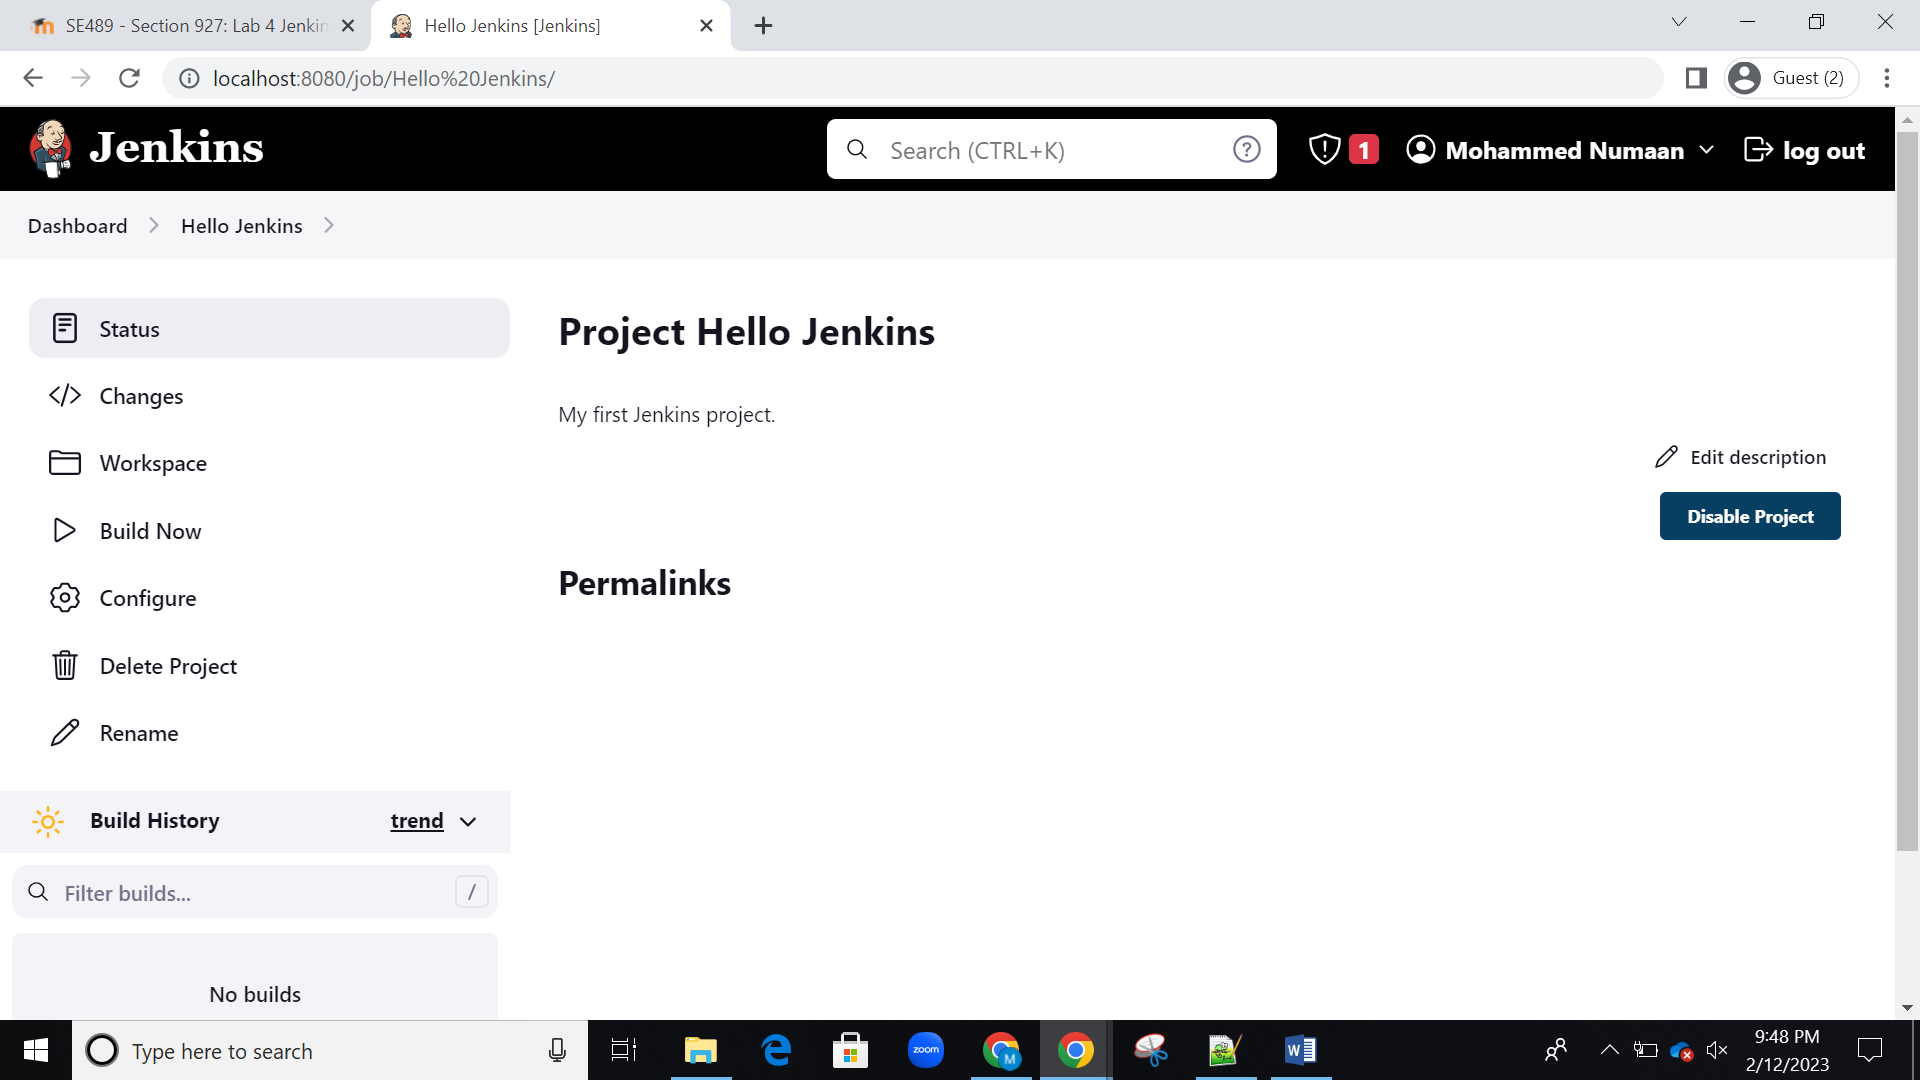 SE489 - Section 927: Lab 4 Jenkin
Hello Jenkins [Jenkins]
localhost:8080/job/Hello%20Jenkins/
Guest (2)
Jenkins
Search (CTRL+K)
?
1
Mohammed Numaan
log out
Dashboard
Hello Jenkins
Status
Changes
Workspace
Build Now
Configure
Delete Project
Rename
Project Hello Jenkins
My first Jenkins project.
Edit description
Disable Project
Permalinks
Build History
trend
Filter builds...
/
No builds
Type here to search
zoom
M
W
9:48 PM
2/12/2023